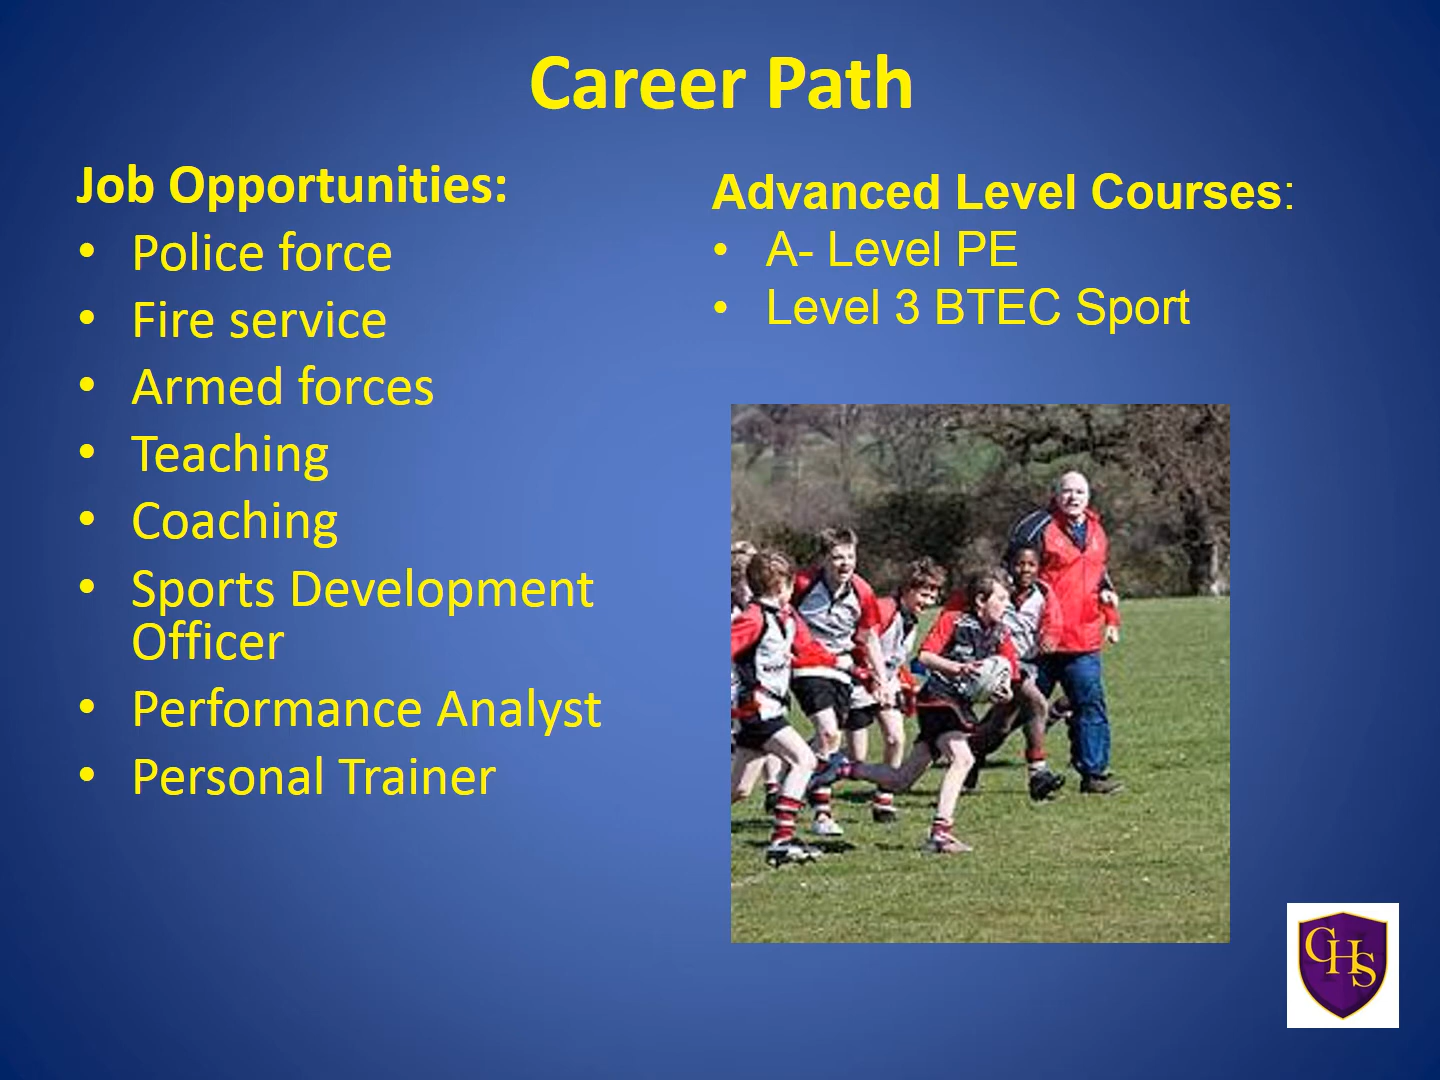 Career Path
Job Opportunities:
• Police force
• Fire service
• Armed forces
• Teaching
• Coaching
• Sports Development
Officer
• Performance Analyst
• Personal Trainer
Advanced Level Courses:
• A- Level PE
• Level 3 BTEC Sport
CHS